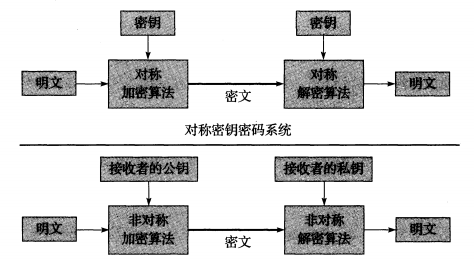 密钥 密钥
明文 对称 加密算法 密文 对称 解密算法 明文
对称密钥密码系统
接收者的公钥 接收者的私钥
明文 非对称 加密算法 密文 非对称 解密算法 明文